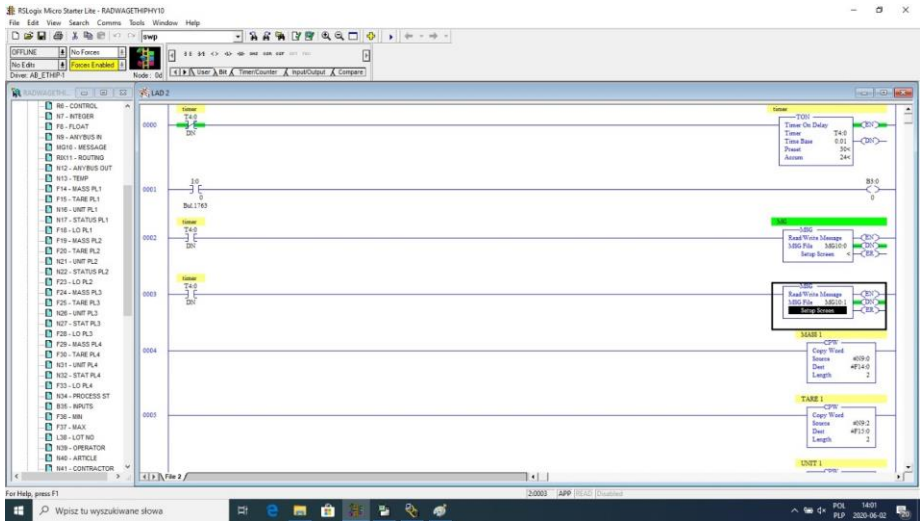 RSLogix Micro Starter Lite - RADWAGETHIPHY10
File Edit View Search Comms Tools Window Help
swp
OFFLINE No Forces
No Edits Forces Enabled
Driver: AB_ETHIP-1 Node: 0d
User Bit Timer/Counter Input/Output Compare
LAD 2
R6 - CONTROL
N7 - INTEGER
F8 - FLOAT
N9 - ANYBUS IN
MG10 - MESSAGE
RIX11 - ROUTING
N12 - ANYBUS OUT
N13 - TEMP
F14 - MASS PL1
F15 - TARE PL1
N16 - UNIT PL1
N17 - STATUS PL1
F18 - LO PL1
F19 - MASS PL2
F20 - TARE PL2
N21 - UNIT PL2
N22 - STATUS PL2
F23 - LO PL2
F24 - MASS PL3
F25 - TARE PL3
N26 - UNIT PL3
N27 - STAT PL3
F28 - LO PL3
F29 - MASS PL4
F30 - TARE PL4
N31 - UNIT PL4
N32 - STAT PL4
F33 - LO PL4
N34 - PROCESS ST
B35 - INPUTS
F36 - MIN
F37 - MAX
L38 - LOT NO
N39 - OPERATOR
N40 - ARTICLE
N41 - CONTRACTOR
0000
timer
T4:0
DN
timer
TON
Timer On Delay EN
Timer T4:0
Time Base 0.01 DN
Preset 50<
Accum 24<
0001
I:0
0
Bul.1763
B3:0
0
0002
timer
T4:0
DN
MG
MSG
Read/Write Message EN
MSG File MG10:0 DN
Setup Screen < ER
0003
timer
T4:0
DN
MSG
Read/Write Message EN
MSG File MG10:1 DN
Setup Screen ER
0004
MASS 1
CPW
Copy Word
Source #N9:0
Dest #F14:0
Length 2
0005
TARE 1
CPW
Copy Word
Source #N9:2
Dest #F15:0
Length 2
UNIT 1
CPW
File 2
For Help, press F1
2:0003 APP READ Disabled
Wpisz tu wyszukiwane słowa
POL 14:01
PLP 2020-06-02